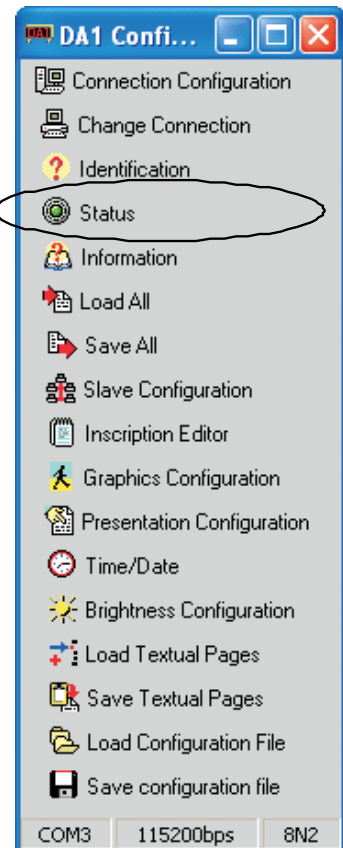 DA1 DA1 Confi...
Connection Configuration
Change Connection
Identification
Status
Information
Load All
Save All
Slave Configuration
Inscription Editor
Graphics Configuration
Presentation Configuration
Time/Date
Brightness Configuration
Load Textual Pages
Save Textual Pages
Load Configuration File
Save configuration file
COM3 115200bps 8N2